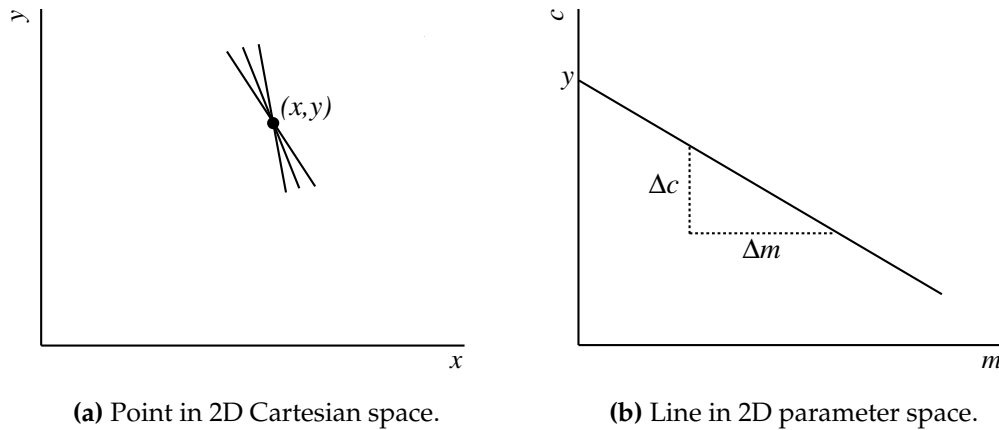 y
(x,y)
x
(a) Point in 2D Cartesian space.
c
y
Δc
Δm
m
(b) Line in 2D parameter space.